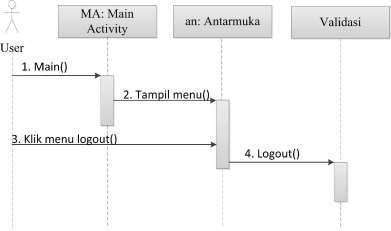 MA: Main
Activity
an: Antarmuka
Validasi
User
1. Main()
2. Tampil menu()
3. Klik menu logout()
4. Logout()